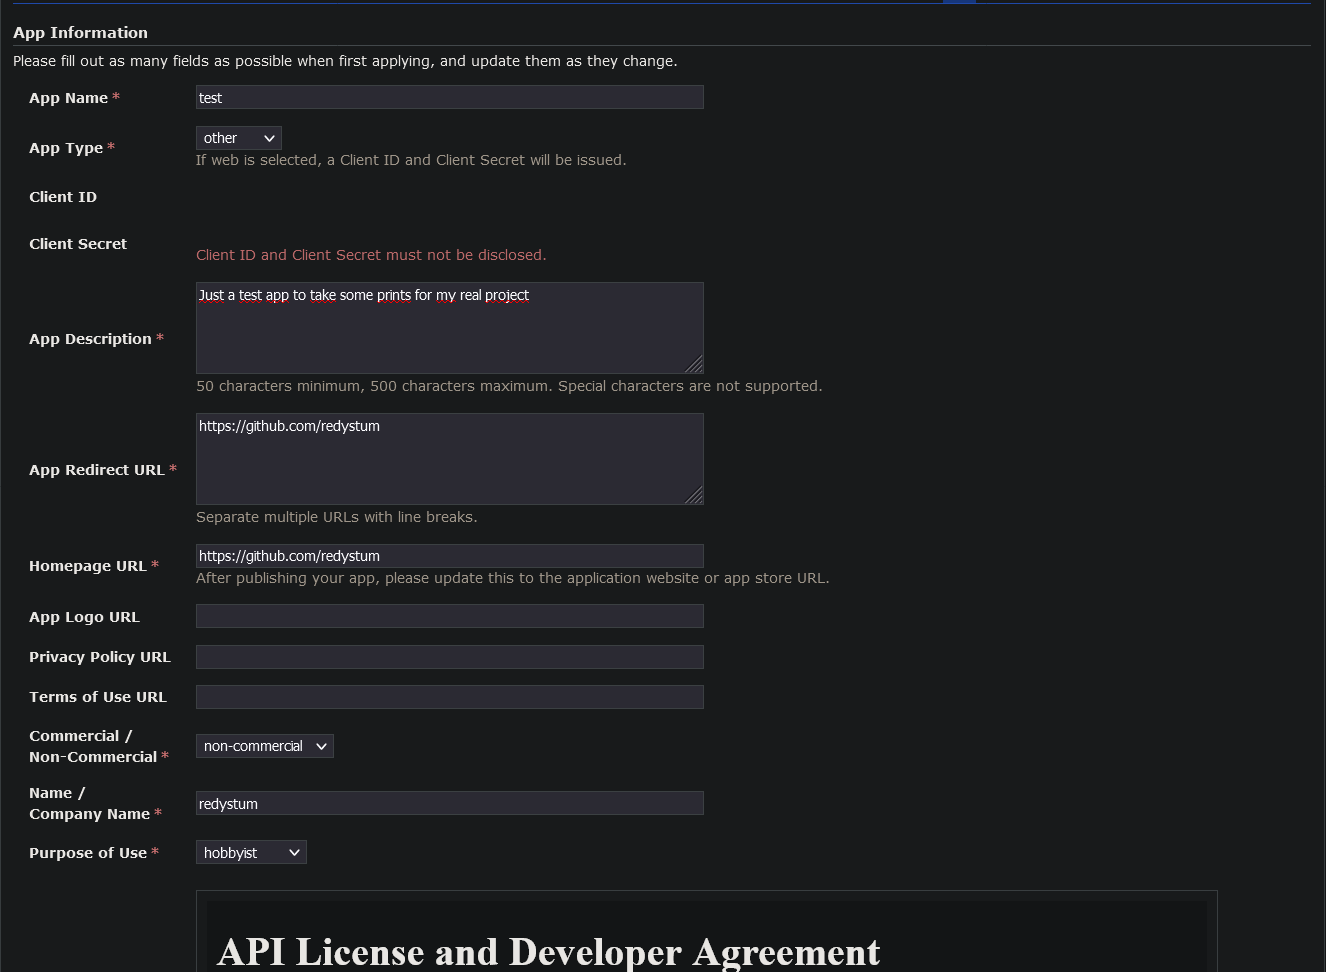 App Information
Please fill out as many fields as possible when first applying, and update them as they change.
App Name *
test
App Type *
other
If web is selected, a Client ID and Client Secret will be issued.
Client ID
Client Secret
Client ID and Client Secret must not be disclosed.
App Description *
Just a test app to take some prints for my real project
50 characters minimum, 500 characters maximum. Special characters are not supported.
App Redirect URL *
https://github.com/redystum
Separate multiple URLs with line breaks.
Homepage URL *
https://github.com/redystum
After publishing your app, please update this to the application website or app store URL.
App Logo URL
Privacy Policy URL
Terms of Use URL
Commercial /
Non-Commercial *
non-commercial
Name /
Company Name *
redystum
Purpose of Use *
hobbyist
API License and Developer Agreement